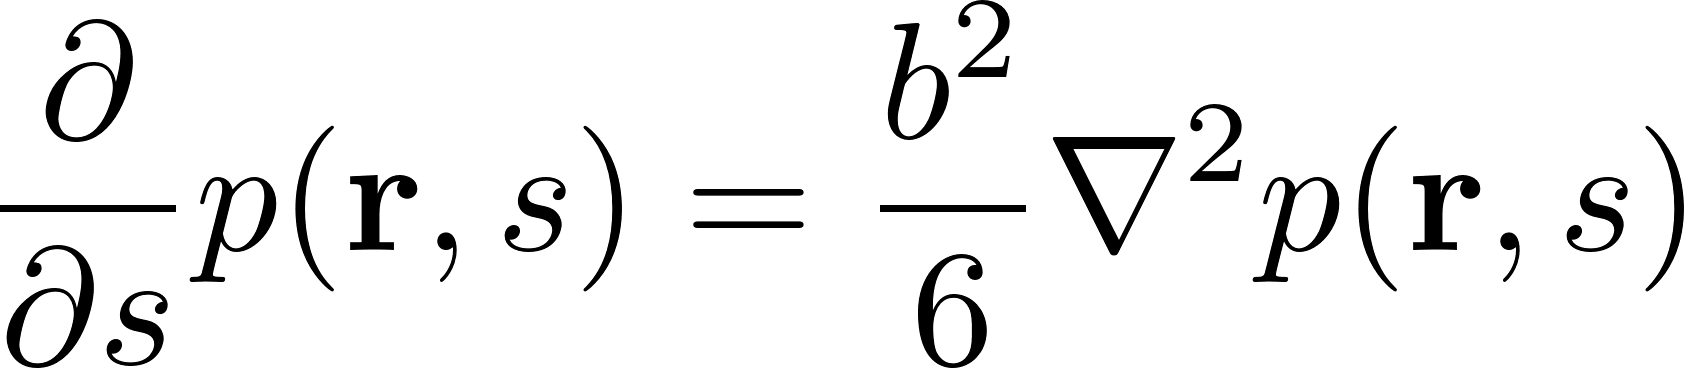 ∂/∂s p(𝐫, s) = b²/6 ∇²p(𝐫, s)